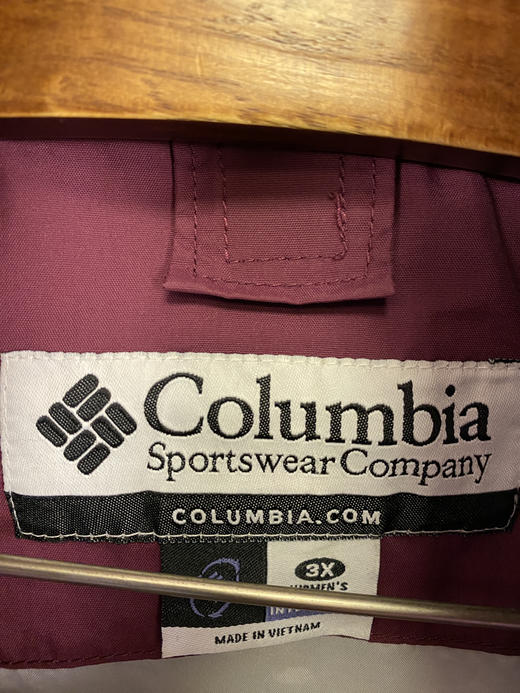 Columbia
Sportswear Company
COLUMBIA.COM
3X
WOMEN'S
MADE IN VIETNAM